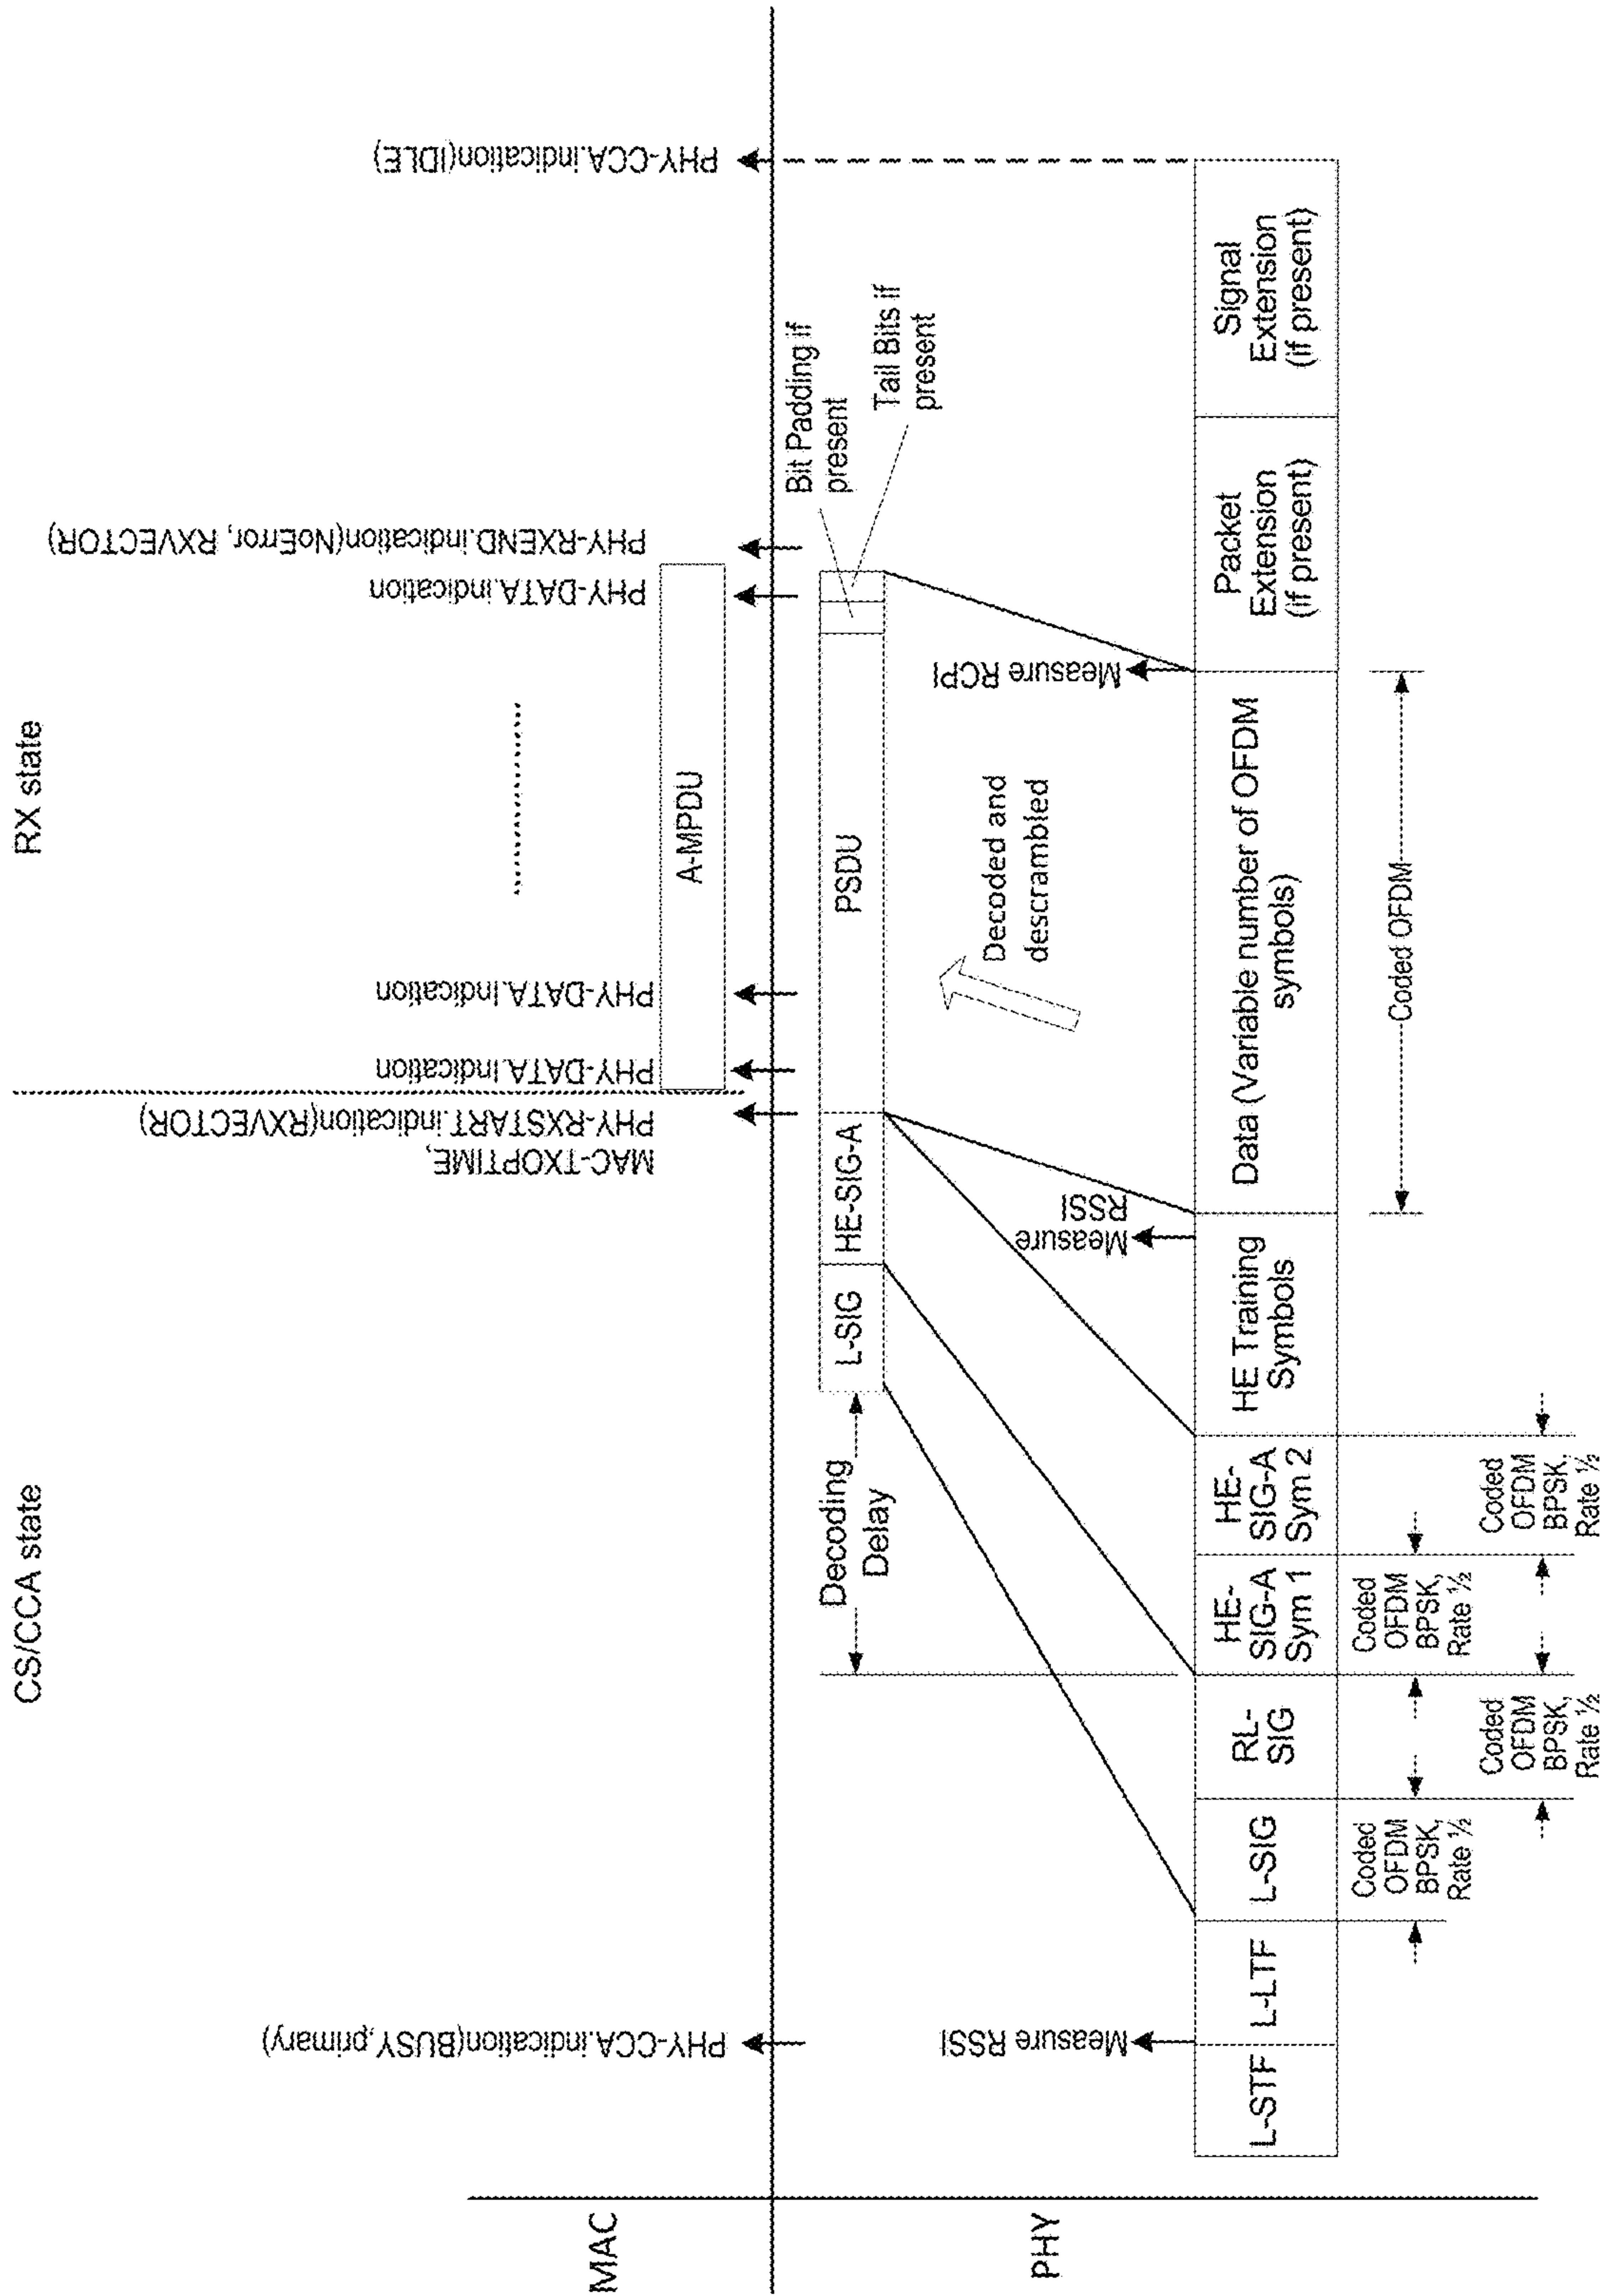 CS/CCA state
RX state
MAC
PHY-CCA.indication(BUSY,primary)
MAC-TXOPTIME,
PHY-RXSTART.indication(RXVECTOR)
PHY-DATA.Indication
PHY-DATA.Indication
PHY-DATA.indication
PHY-RXEND.indication(NoError, RXVECTOR)
PHY-CCA.indication(IDLE)
A-MPDU
PHY
Decoding
Delay
L-SIG
HE-SIG-A
PSDU
Bit Padding if
present
Tail Bits if
present
Measure RSSI
Measure
RSSI
Decoded and
descrambled
Measure RCPI
L-STF
L-LTF
L-SIG
RL-
SIG
HE-
SIG-A
Sym 1
HE-
SIG-A
Sym 2
HE Training
Symbols
Data (Variable number of OFDM
symbols)
Packet
Extension
(if present)
Signal
Extension
(if present)
Coded
OFDM
BPSK,
Rate ½
Coded
OFDM
BPSK,
Rate ½
Coded
OFDM
BPSK,
Rate ½
Coded
OFDM
BPSK,
Rate ½
Coded OFDM